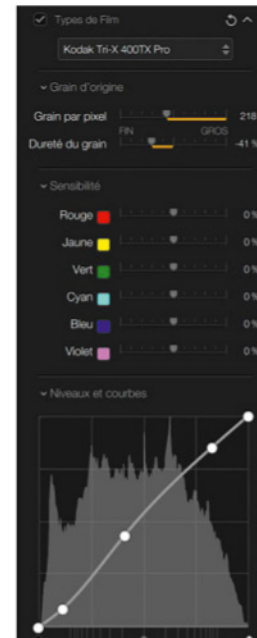 Types de Film
Kodak Tri-X 400TX Pro
Grain d'origine
Grain par pixel 218
FIN GROS
Dureté du grain -41 %
Sensibilité
Rouge 0 %
Jaune 0 %
Vert 0 %
Cyan 0 %
Bleu 0 %
Violet 0 %
Niveaux et courbes